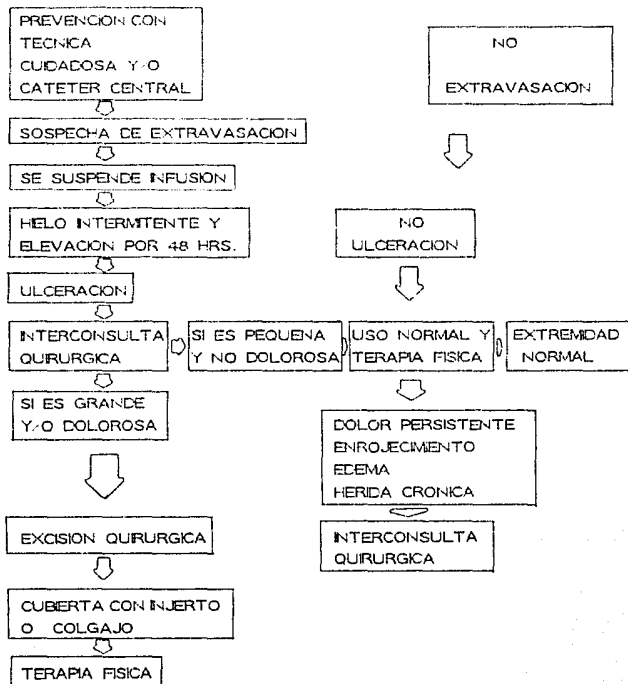 PREVENCION CON
TECNICA
CUIDADOSA Y/O
CATETER CENTRAL
SOSPECHA DE EXTRAVASACION
SE SUSPENDE INFUSION
HIELO INTERMITENTE Y
ELEVACION POR 48 HRS.
ULCERACION
INTERCONSULTA
QUIRURGICA
SI ES GRANDE
Y/O DOLOROSA
EXCISION QUIRURGICA
CUBIERTA CON INJERTO
O COLGAJO
TERAPIA FISICA
SI ES PEQUENA
Y NO DOLOROSA
NO
EXTRAVASACION
NO
ULCERACION
USO NORMAL Y
TERAPIA FISICA
EXTREMIDAD
NORMAL
DOLOR PERSISTENTE
ENROJECIMIENTO
EDEMA
HERIDA CRONICA
INTERCONSULTA
QUIRURGICA